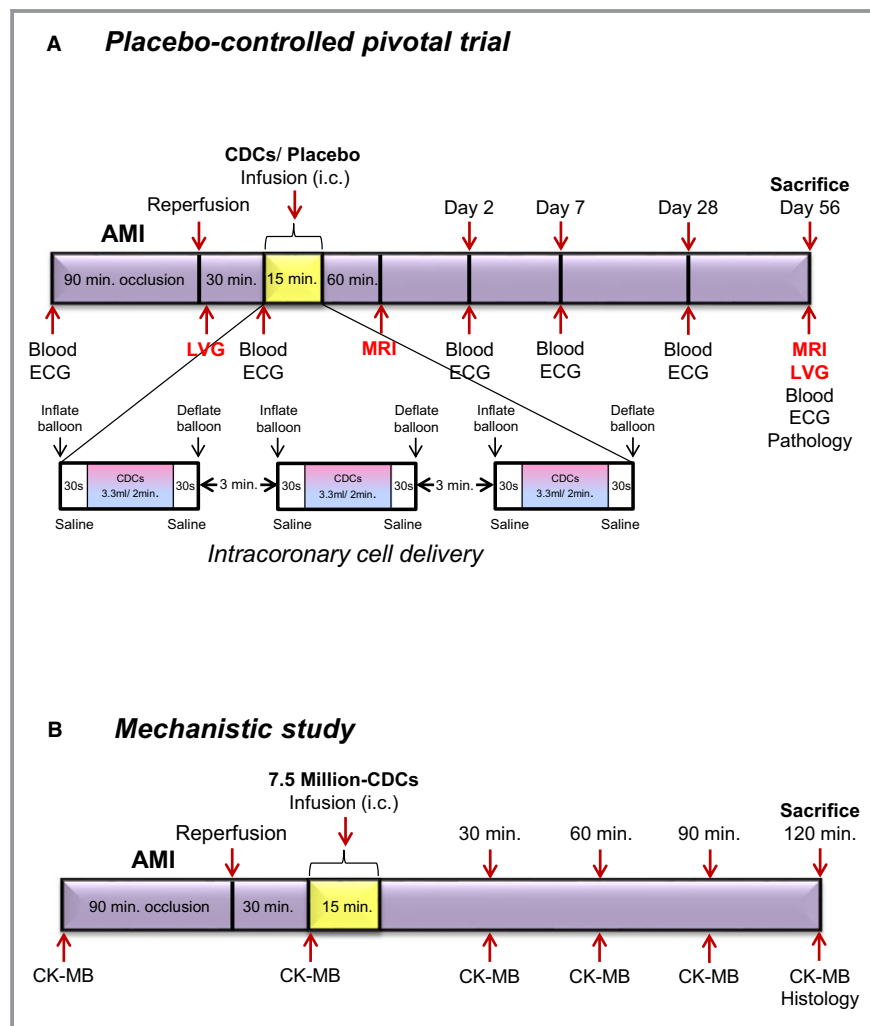 A Placebo-controlled pivotal trial
CDCs/ Placebo
Infusion (i.c.)
Sacrifice
Reperfusion
Day 2 Day 7 Day 28 Day 56
AMI
90 min. occlusion 30 min. 15 min. 60 min.
Blood LVG Blood MRI Blood Blood Blood MRI
ECG ECG ECG ECG ECG LVG
Blood
ECG
Pathology
Inflate Deflate Inflate Deflate Inflate Deflate
balloon balloon balloon balloon balloon balloon
30s CDCs 30s 3 min. 30s CDCs 30s 3 min. 30s CDCs 30s
3.3ml/ 2min. 3.3ml/ 2min. 3.3ml/ 2min.
Saline Saline Saline Saline Saline Saline
Intracoronary cell delivery
B Mechanistic study
7.5 Million-CDCs
Infusion (i.c.)
Sacrifice
Reperfusion 30 min. 60 min. 90 min. 120 min.
AMI
90 min. occlusion 30 min. 15 min.
CK-MB CK-MB CK-MB CK-MB CK-MB CK-MB
Histology